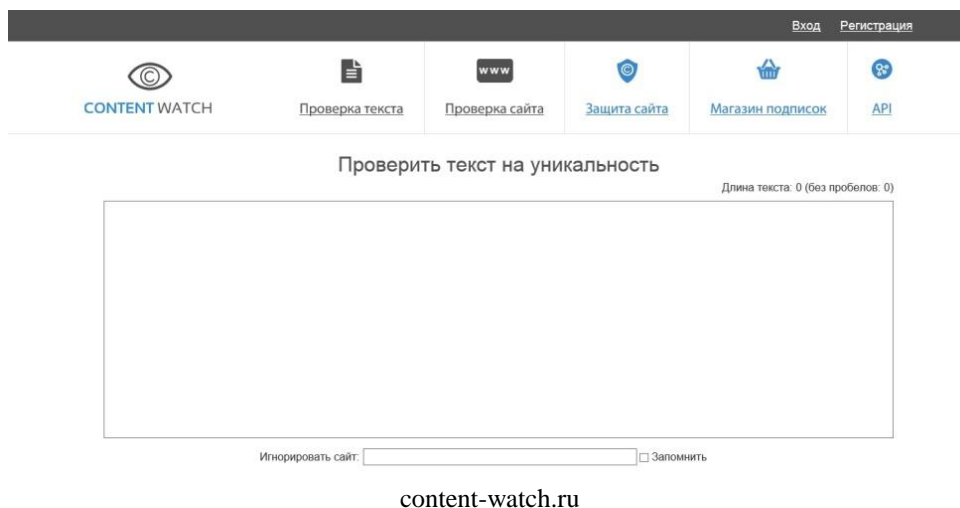 Вход Регистрация
©
www
©
CONTENT WATCH
Проверка текста Проверка сайта Защита сайта Магазин подписок API
Проверить текст на уникальность
Длина текста: 0 (без пробелов: 0)
Игнорировать сайт: Запомнить
content-watch.ru